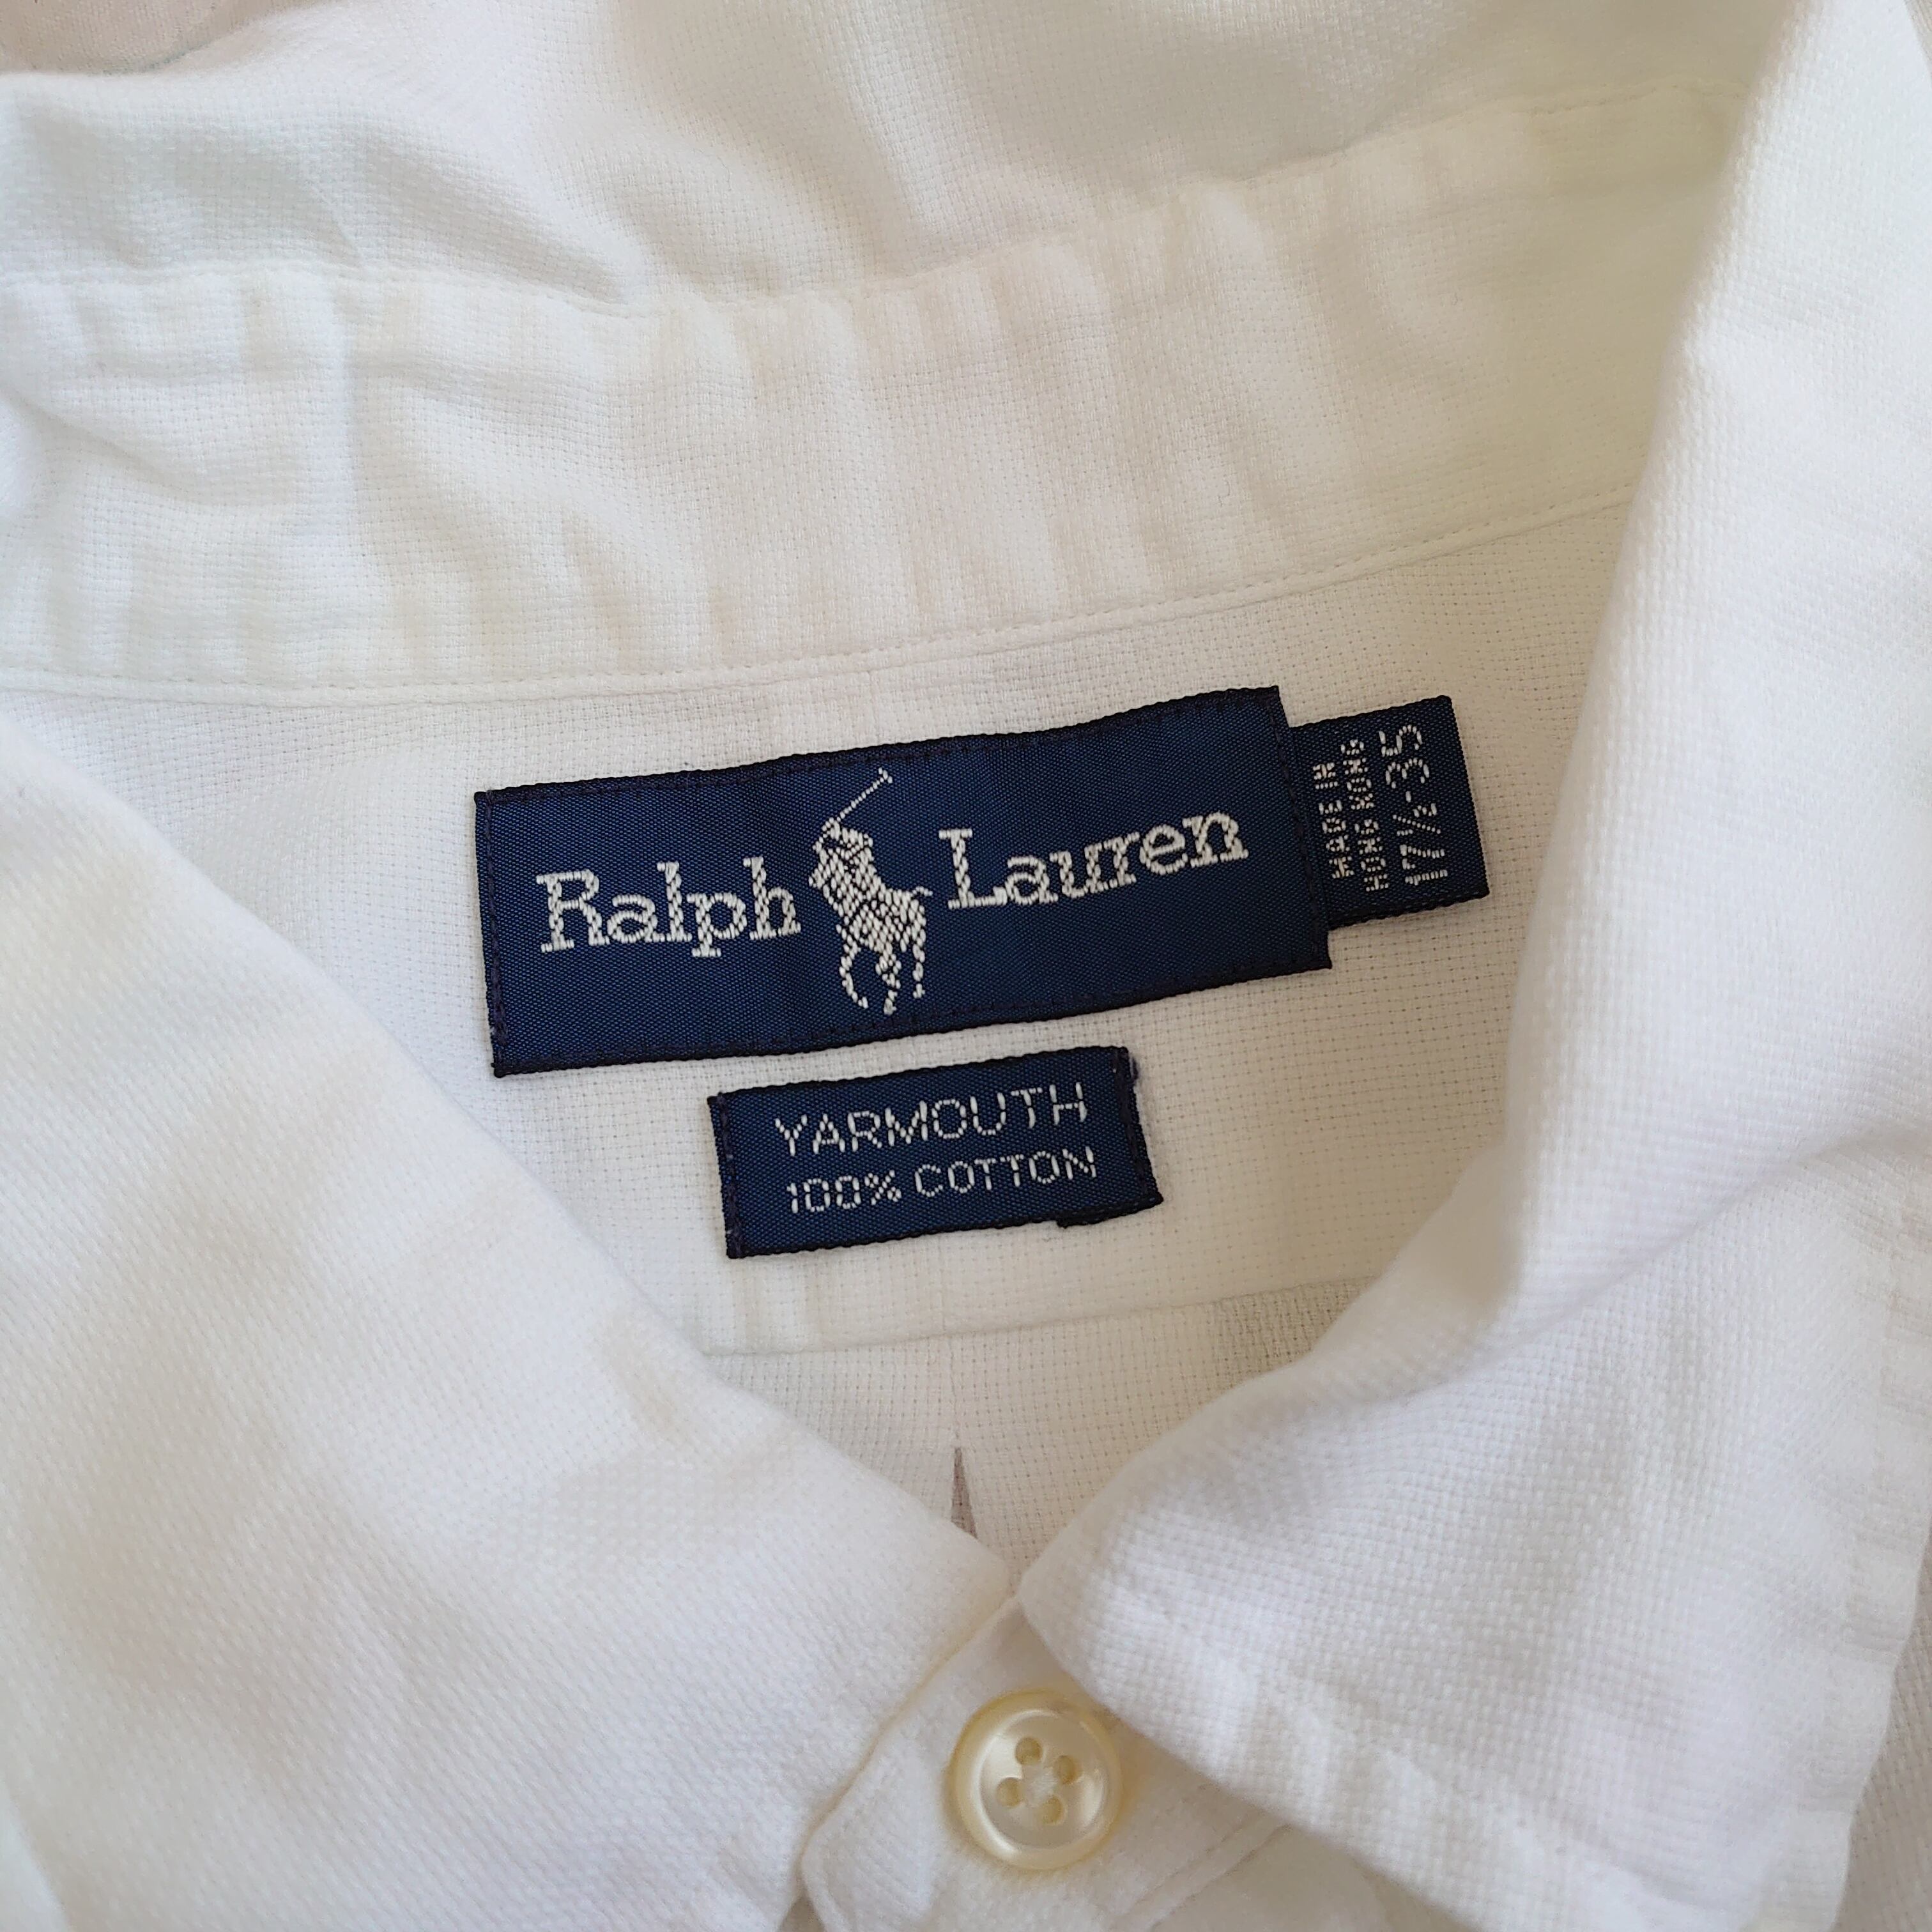 Ralph Lauren
MADE IN
HONG KONG
17½-35
YARMOUTH
100% COTTON